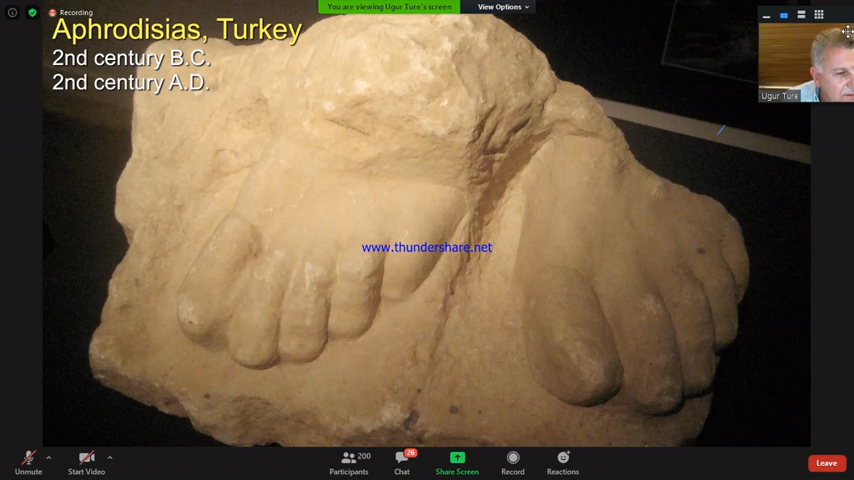 Recording
You are viewing Ugur Ture's screen
View Options
Aphrodisias, Turkey
2nd century B.C.
2nd century A.D.
Ugur Ture
www.thundershare.net
Unmute
Start Video
200
Participants
26
Chat
Share Screen
Record
Reactions
Leave